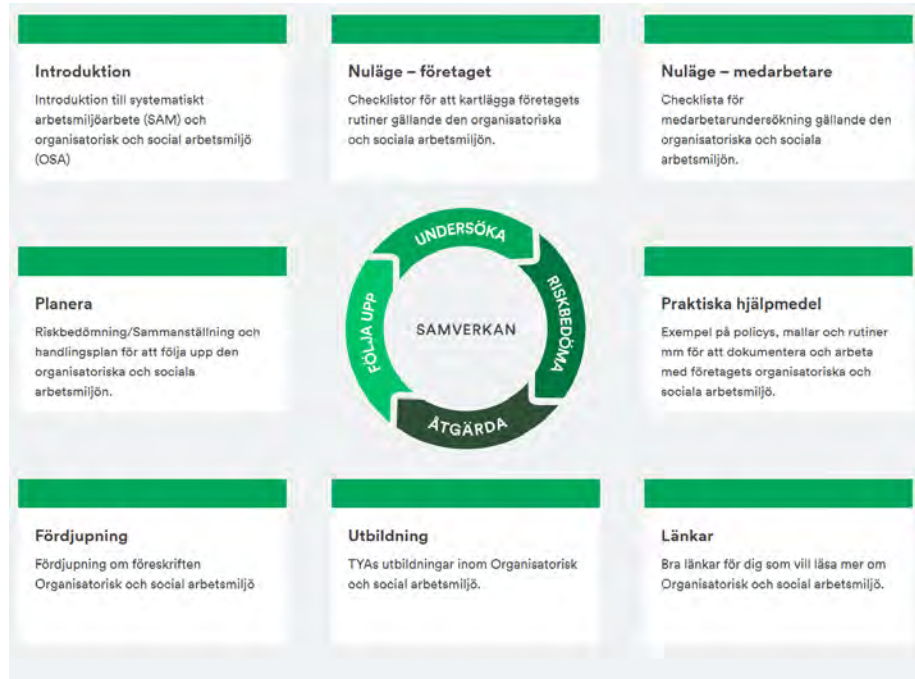 Introduktion
Introduktion till systematiskt
arbetsmiljöarbete (SAM) och
organisatorisk och social arbetsmiljö
(OSA)
Nuläge – företaget
Checklistor för att kartlägga företagets
rutiner gällande den organisatoriska
och sociala arbetsmiljön.
Nuläge – medarbetare
Checklista för
medarbetarundersökning gällande den
organisatoriska och sociala
arbetsmiljön.
Planera
Riskbedömning/Sammanställning och
handlingsplan för att följa upp den
organisatoriska och sociala
arbetsmiljön.
UNDERSÖKA
RISKBEDÖMA
ÅTGÄRDA
FÖLJA UPP
SAMVERKAN
Praktiska hjälpmedel
Exempel på policys, mallar och rutiner
mm för att dokumentera och arbeta
med företagets organisatoriska och
sociala arbetsmiljö.
Fördjupning
Fördjupning om föreskriften
Organisatorisk och social arbetsmiljö
Utbildning
TYAs utbildningar inom Organisatorisk
och social arbetsmiljö.
Länkar
Bra länkar för dig som vill läsa mer om
Organisatorisk och social arbetsmiljö.